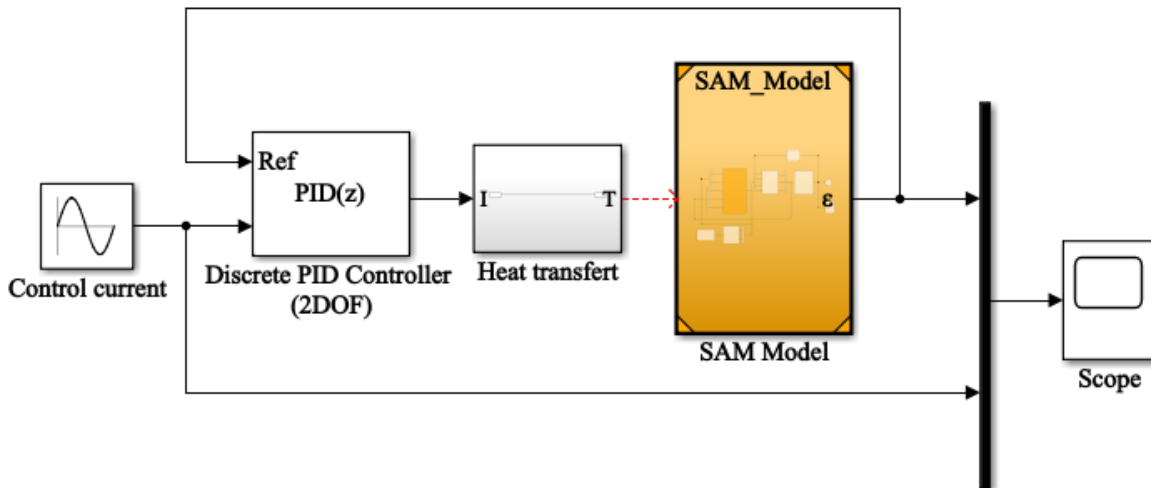 SAM_Model
Ref
PID(z)
I
T
ε
Control current
Discrete PID Controller
(2DOF)
Heat transfert
SAM Model
Scope